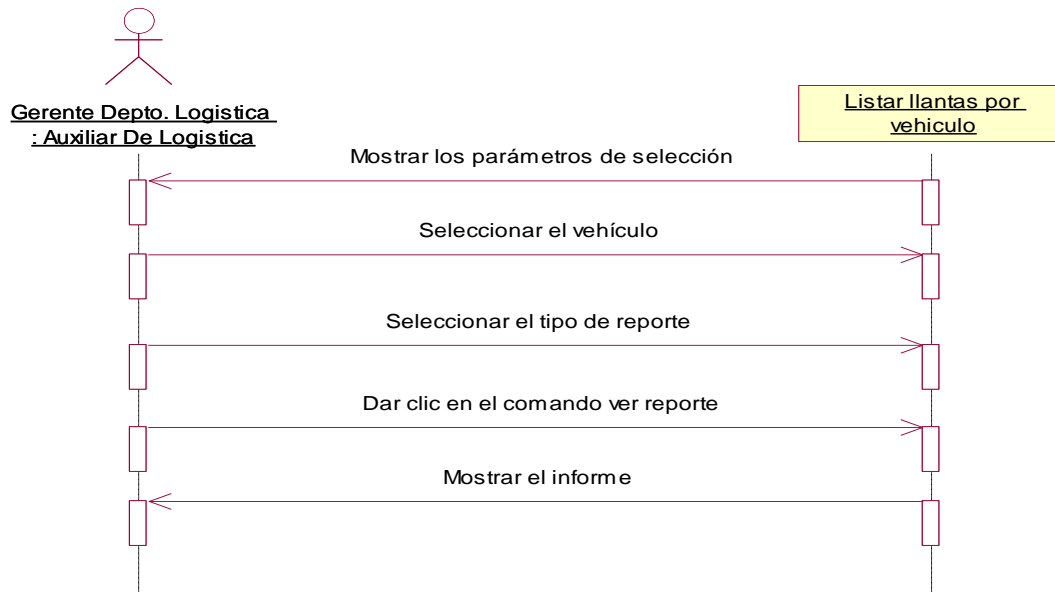 Gerente Depto. Logistica
: Auxiliar De Logistica
Listar llantas por
vehiculo
Mostrar los parámetros de selección
Seleccionar el vehículo
Seleccionar el tipo de reporte
Dar clic en el comando ver reporte
Mostrar el informe